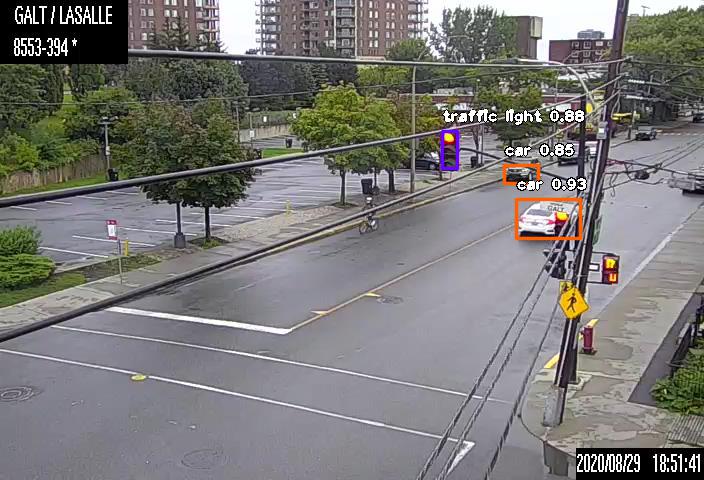 GALT / LASALLE
8553-394 *
traffic light 0.88
car 0.85
car 0.93
GALT
2020/08/29 18:51:41